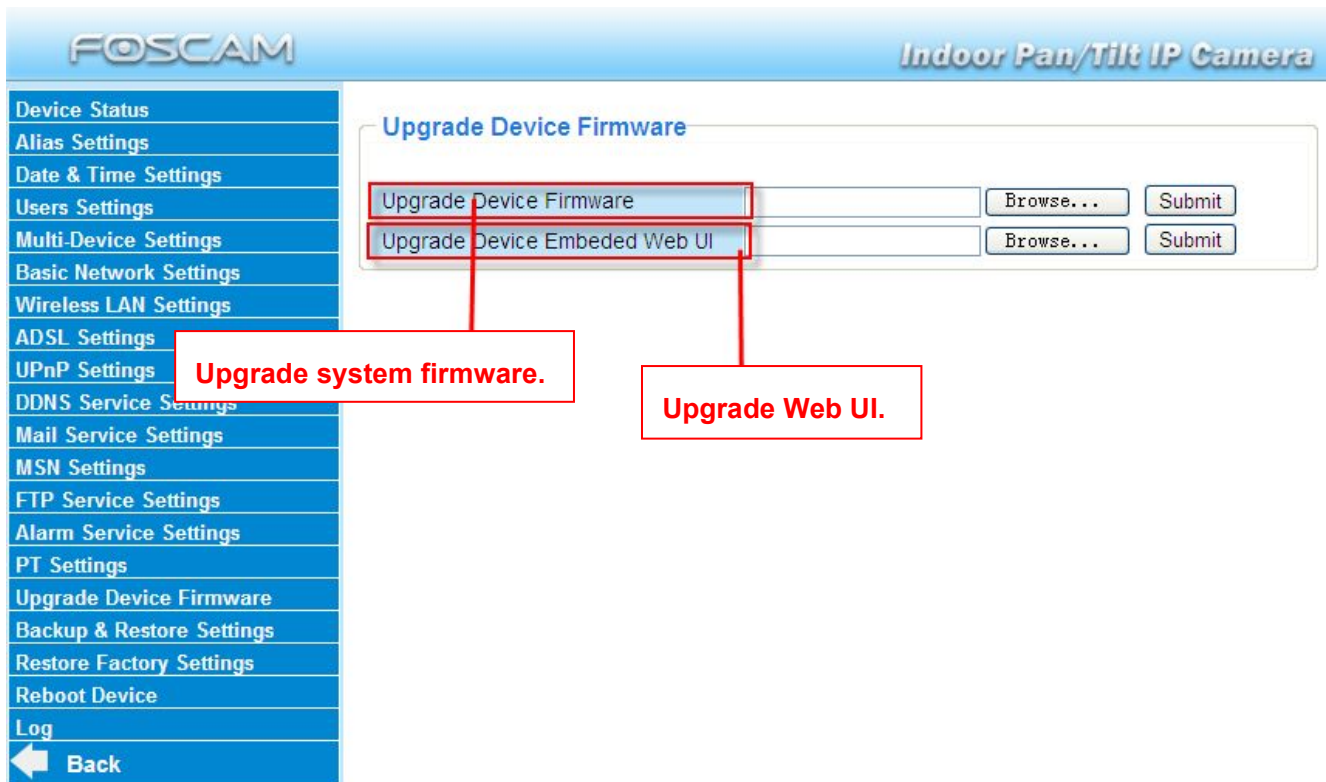 FOSCAM
Indoor Pan/Tilt IP Camera
Device Status
Alias Settings
Date & Time Settings
Users Settings
Multi-Device Settings
Basic Network Settings
Wireless LAN Settings
ADSL Settings
UPnP Settings
DDNS Service Settings
Mail Service Settings
MSN Settings
FTP Service Settings
Alarm Service Settings
PT Settings
Upgrade Device Firmware
Backup & Restore Settings
Restore Factory Settings
Reboot Device
Log
Back
Upgrade Device Firmware
Upgrade Device Firmware Browse... Submit
Upgrade Device Embeded Web UI Browse... Submit
Upgrade system firmware.
Upgrade Web UI.